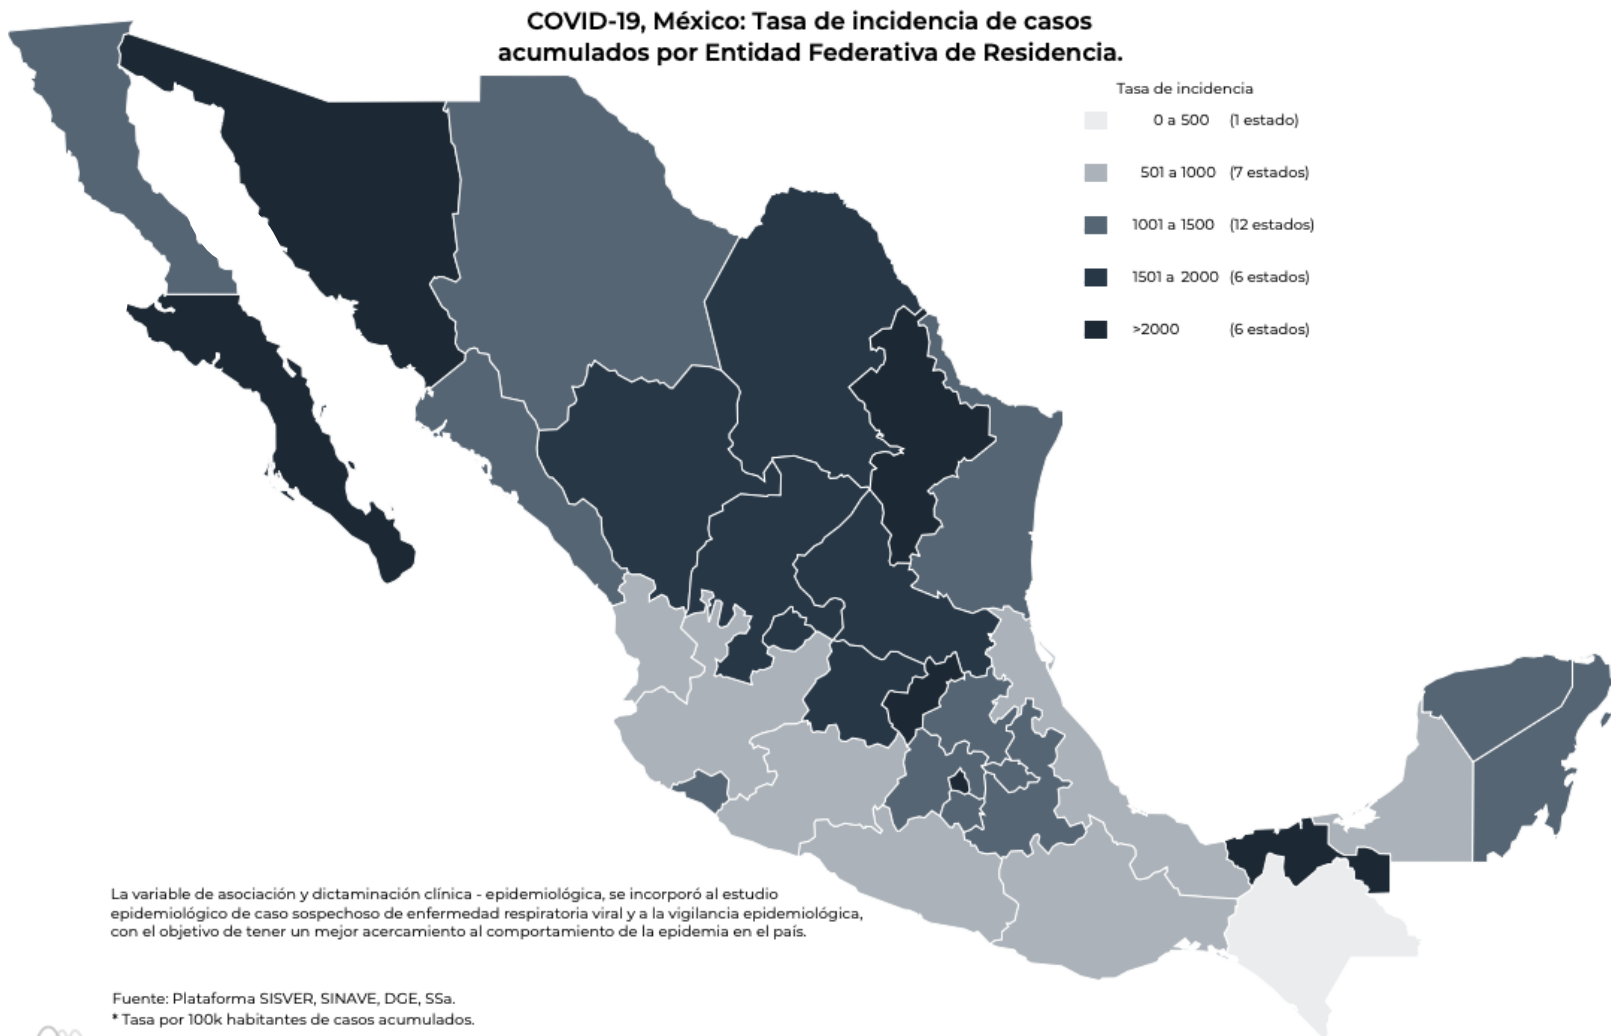 COVID-19, México: Tasa de incidencia de casos
acumulados por Entidad Federativa de Residencia.
Tasa de incidencia
0 a 500 (1 estado)
501 a 1000 (7 estados)
1001 a 1500 (12 estados)
1501 a 2000 (6 estados)
>2000 (6 estados)
La variable de asociación y dictaminación clínica - epidemiológica, se incorporó al estudio
epidemiológico de caso sospechoso de enfermedad respiratoria viral y a la vigilancia epidemiológica,
con el objetivo de tener un mejor acercamiento al comportamiento de la epidemia en el país.
Fuente: Plataforma SISVER, SINAVE, DGE, SSa.
* Tasa por 100k habitantes de casos acumulados.